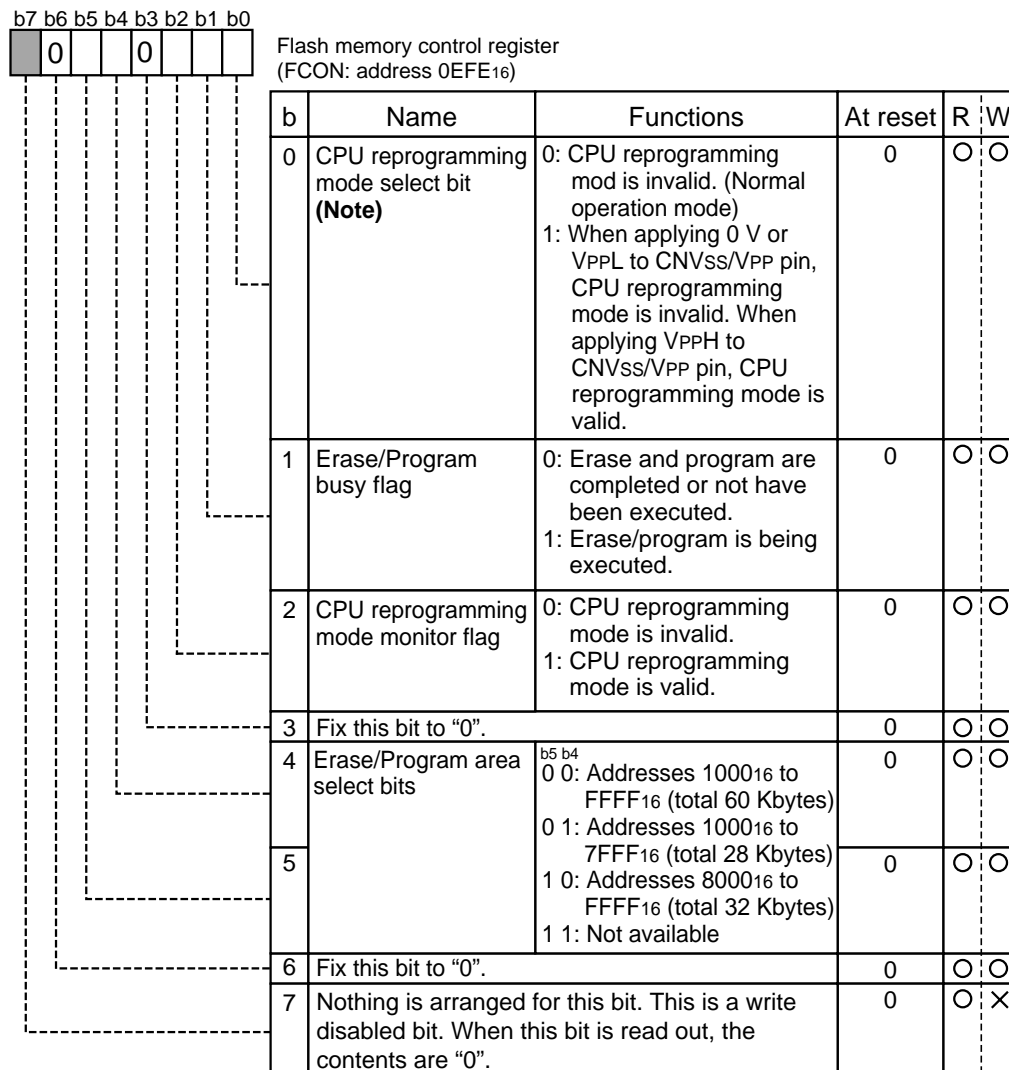 b7 b6 b5 b4 b3 b2 b1 b0
0 0
Flash memory control register
(FCON: address 0EFE16)
b Name Functions At reset R W
0 CPU reprogramming mode select bit (Note)
0: CPU reprogramming
mod is invalid. (Normal
operation mode)
1: When applying 0 V or
VPPL to CNVSS/VPP pin,
CPU reprogramming
mode is invalid. When
applying VPPH to
CNVSS/VPP pin, CPU
reprogramming mode is
valid.
0 O O
1 Erase/Program
busy flag
0: Erase and program are
completed or not have
been executed.
1: Erase/program is being
executed.
0 O O
2 CPU reprogramming
mode monitor flag
0: CPU reprogramming
mode is invalid.
1: CPU reprogramming
mode is valid.
0 O O
3 Fix this bit to “0”. 0 O O
4 Erase/Program area
select bits
b5 b4
0 0: Addresses 100016 to
FFFF16 (total 60 Kbytes)
0 1: Addresses 100016 to
7FFF16 (total 28 Kbytes)
1 0: Addresses 800016 to
FFFF16 (total 32 Kbytes)
1 1: Not available
0 O O
5 0 O O
6 Fix this bit to “0”. 0 O O
7 Nothing is arranged for this bit. This is a write
disabled bit. When this bit is read out, the
contents are “0”.
0 O ×